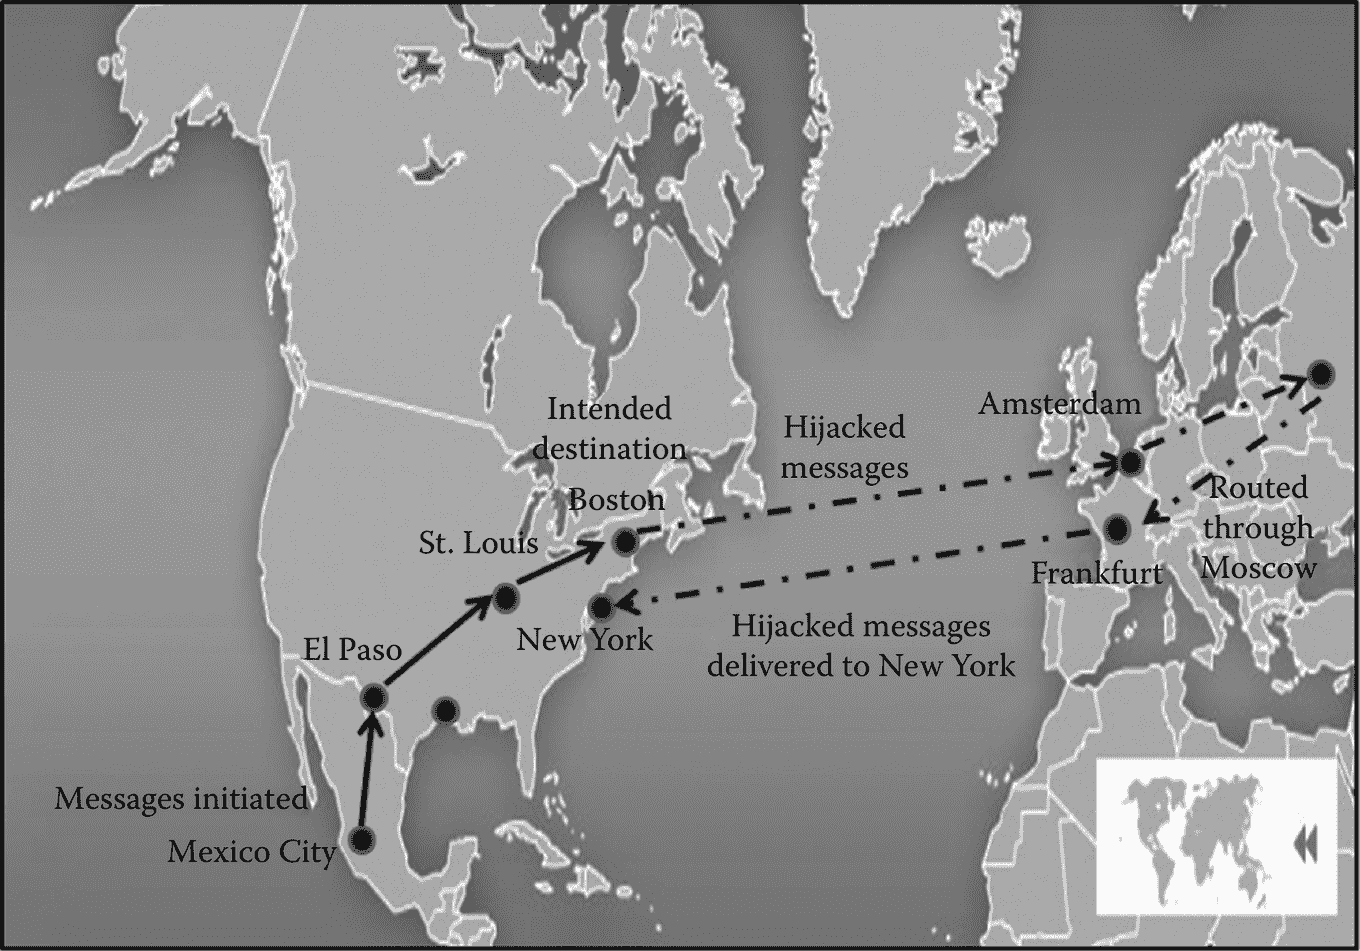 Intended
destination
Boston
Amsterdam
Hijacked
messages
St. Louis
Routed
through
Moscow
Frankfurt
New York
Hijacked messages
delivered to New York
El Paso
Messages initiated
Mexico City